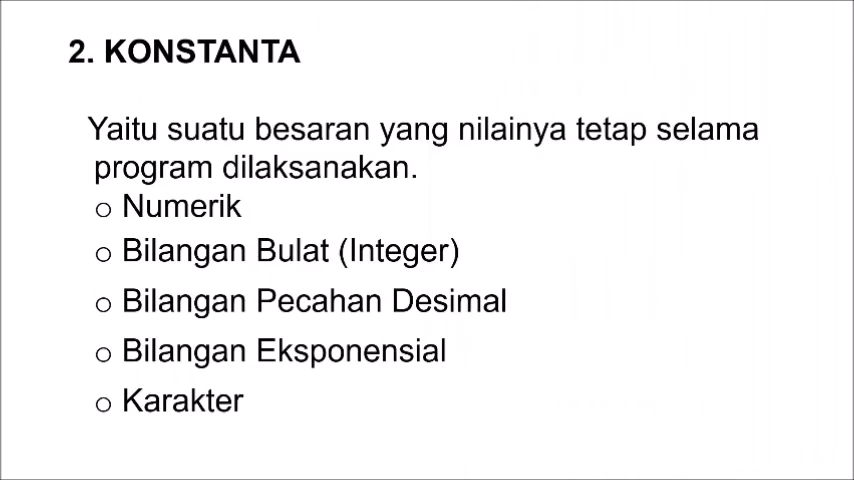 2. KONSTANTA
Yaitu suatu besaran yang nilainya tetap selama
program dilaksanakan.
o Numerik
o Bilangan Bulat (Integer)
o Bilangan Pecahan Desimal
o Bilangan Eksponensial
o Karakter